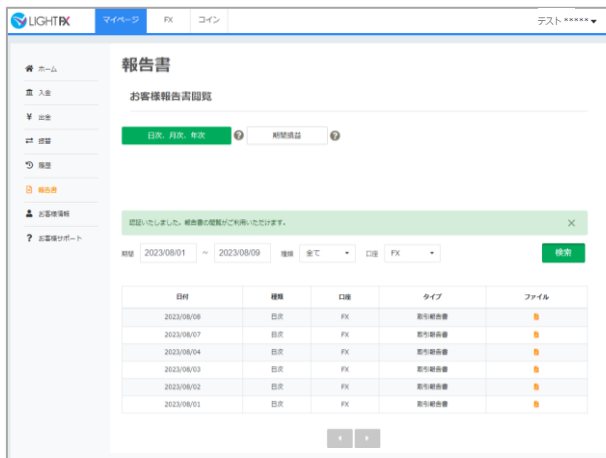 LIGHT FX マイページ FX コイン テスト ***** ▼
ホーム
入金
出金
振替
履歴
報告書
お客様情報
お客様サポート
報告書
お客様報告書閲覧
日次、月次、年次 ? 期間損益 ?
認証いたしました。報告書の閲覧がご利用いただけます。 ×
期間 2023/08/01 ~ 2023/08/09 種類 全て 口座 FX 検索
日付 種類 口座 タイプ ファイル
2023/08/08 日次 FX 取引報告書
2023/08/07 日次 FX 取引報告書
2023/08/04 日次 FX 取引報告書
2023/08/03 日次 FX 取引報告書
2023/08/02 日次 FX 取引報告書
2023/08/01 日次 FX 取引報告書